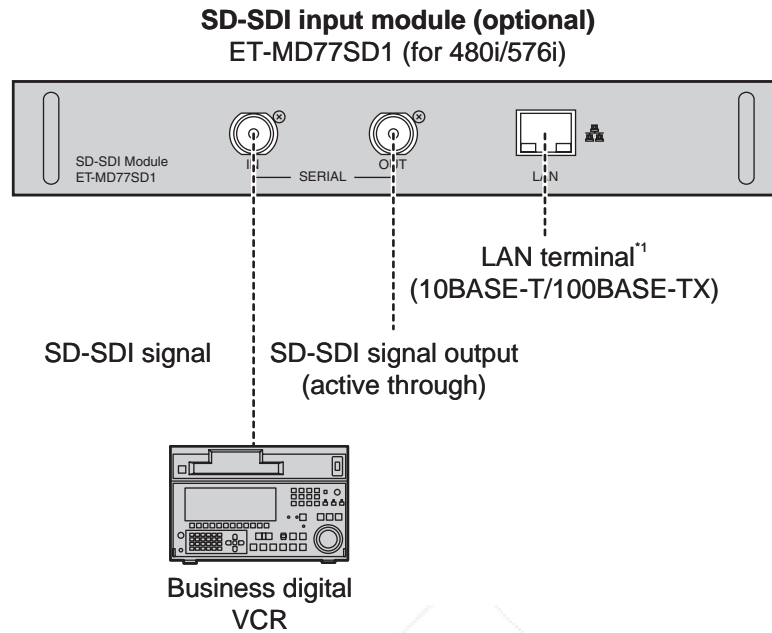 SD-SDI input module (optional)
ET-MD77SD1 (for 480i/576i)
SD-SDI Module
ET-MD77SD1
IN
SERIAL
OUT
LAN
LAN terminal*1
(10BASE-T/100BASE-TX)
SD-SDI signal
SD-SDI signal output
(active through)
Business digital
VCR